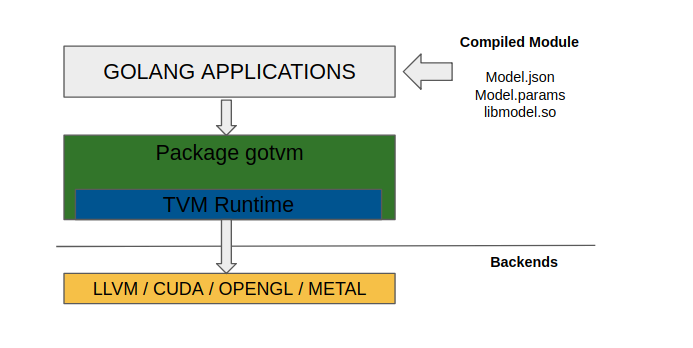 Compiled Module
GOLANG APPLICATIONS
Model.json
Model.params
libmodel.so
Package gotvm
TVM Runtime
Backends
LLVM / CUDA / OPENGL / METAL